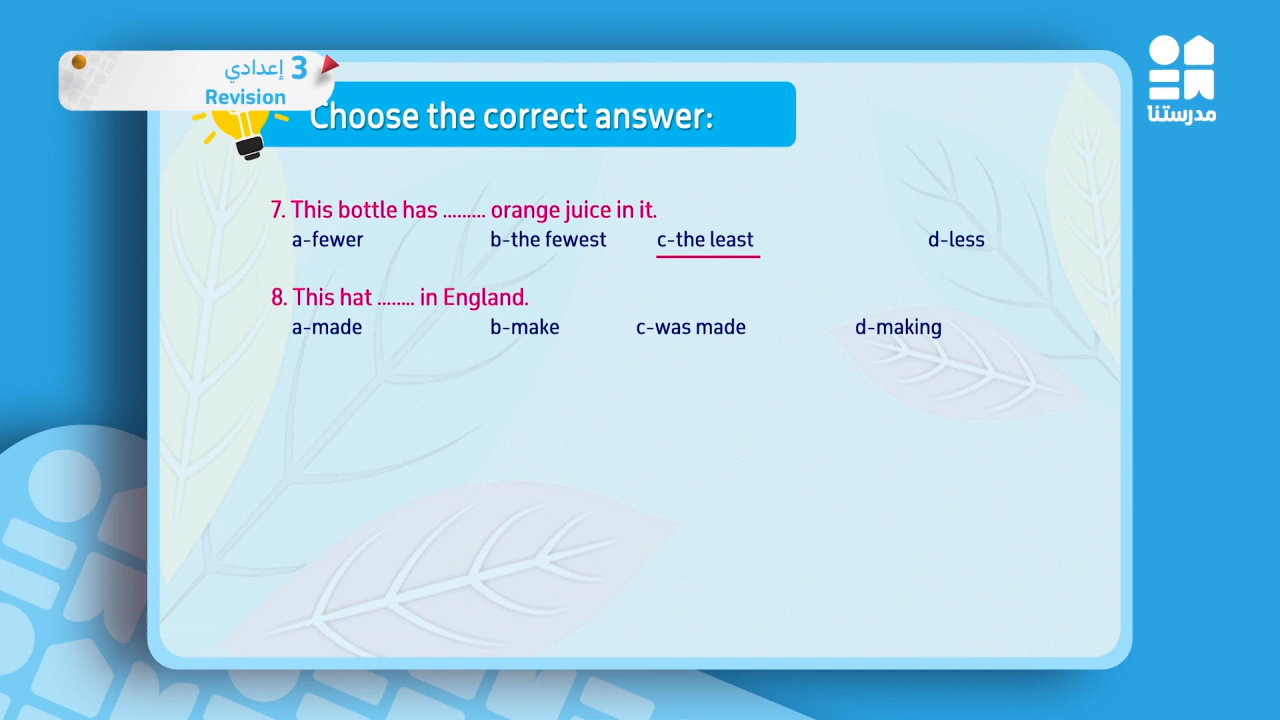 3 إعدادي
Revision
Choose the correct answer:
مدرستنا
7. This bottle has ......... orange juice in it.
a-fewer b-the fewest c-the least d-less
8. This hat ........ in England.
a-made b-make c-was made d-making